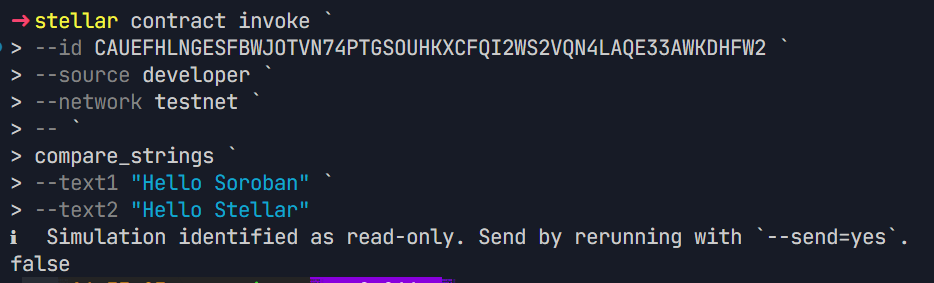 → stellar contract invoke `
> --id CAUEFHLNGESFBWJOTVN74PTGSOUHKXCFQI2WS2VQN4LAQE33AWKDHFW2 `
> --source developer `
> --network testnet `
> -- `
> compare_strings `
> --text1 "Hello Soroban" `
> --text2 "Hello Stellar"
ℹ Simulation identified as read-only. Send by rerunning with `--send=yes`.
false